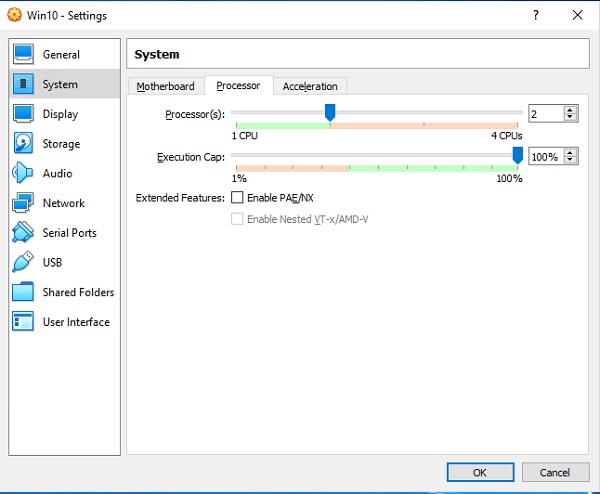 Win10 - Settings ? ×
General
System
Display
Storage
Audio
Network
Serial Ports
USB
Shared Folders
User Interface
System
Motherboard Processor Acceleration
Processor(s): 2
1 CPU 4 CPUs
Execution Cap: 100%
1% 100%
Extended Features: Enable PAE/NX
Enable Nested VT-x/AMD-V
OK Cancel